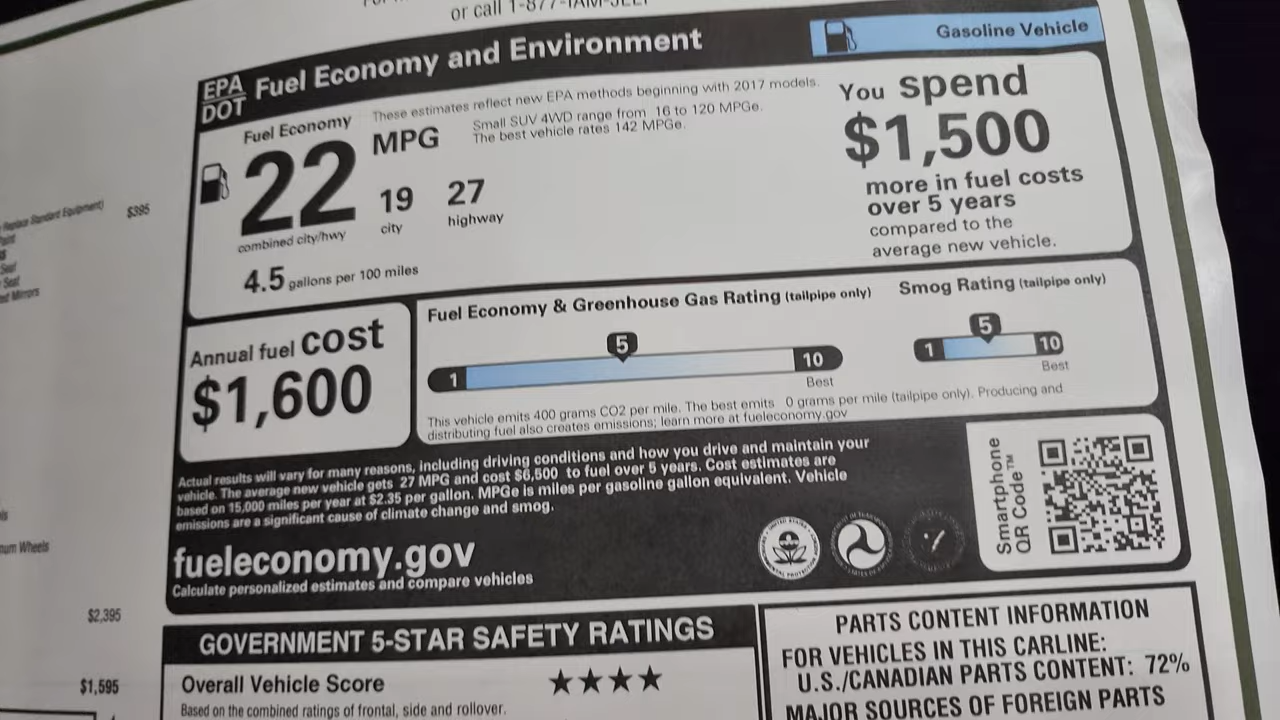 or call 1-877-IAM-JEEP
EPA
DOT
Fuel Economy and Environment
Gasoline Vehicle
Fuel Economy
These estimates reflect new EPA methods beginning with 2017 models.
22
MPG
Small SUV 4WD range from 16 to 120 MPGe.
The best vehicle rates 142 MPGe.
19
27
combined city/hwy
city
highway
4.5 gallons per 100 miles
You spend
$1,500
more in fuel costs
over 5 years
compared to the
average new vehicle.
Annual fuel cost
$1,600
Fuel Economy & Greenhouse Gas Rating (tailpipe only)
5
1
10
Best
Smog Rating (tailpipe only)
5
1
10
Best
This vehicle emits 400 grams CO2 per mile. The best emits 0 grams per mile (tailpipe only). Producing and
distributing fuel also creates emissions; learn more at fueleconomy.gov
Actual results will vary for many reasons, including driving conditions and how you drive and maintain your
vehicle. The average new vehicle gets 27 MPG and cost $6,500 to fuel over 5 years. Cost estimates are
based on 15,000 miles per year at $2.35 per gallon. MPGe is miles per gasoline gallon equivalent. Vehicle
emissions are a significant cause of climate change and smog.
fueleconomy.gov
Calculate personalized estimates and compare vehicles
Smartphone
QR Code™
(Replace Standard Equipment)
$395
Paint
Seat
Seat
ed Mirrors
num Wheels
$2,395
$1,595
GOVERNMENT 5-STAR SAFETY RATINGS
Overall Vehicle Score
Based on the combined ratings of frontal, side and rollover.
PARTS CONTENT INFORMATION
FOR VEHICLES IN THIS CARLINE:
U.S./CANADIAN PARTS CONTENT: 72%
MAJOR SOURCES OF FOREIGN PARTS